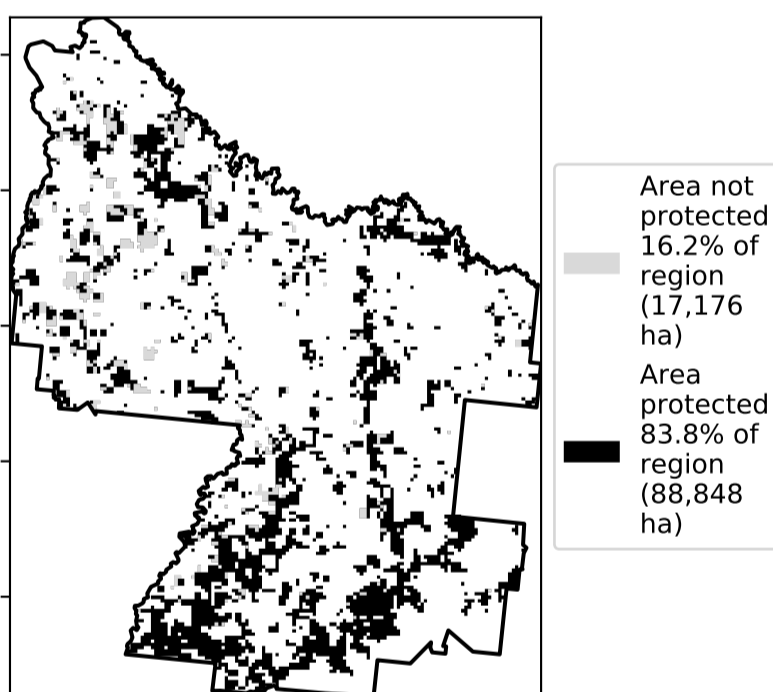 Area not
protected
16.2% of
region
(17,176
ha)
Area
protected
83.8% of
region
(88,848
ha)